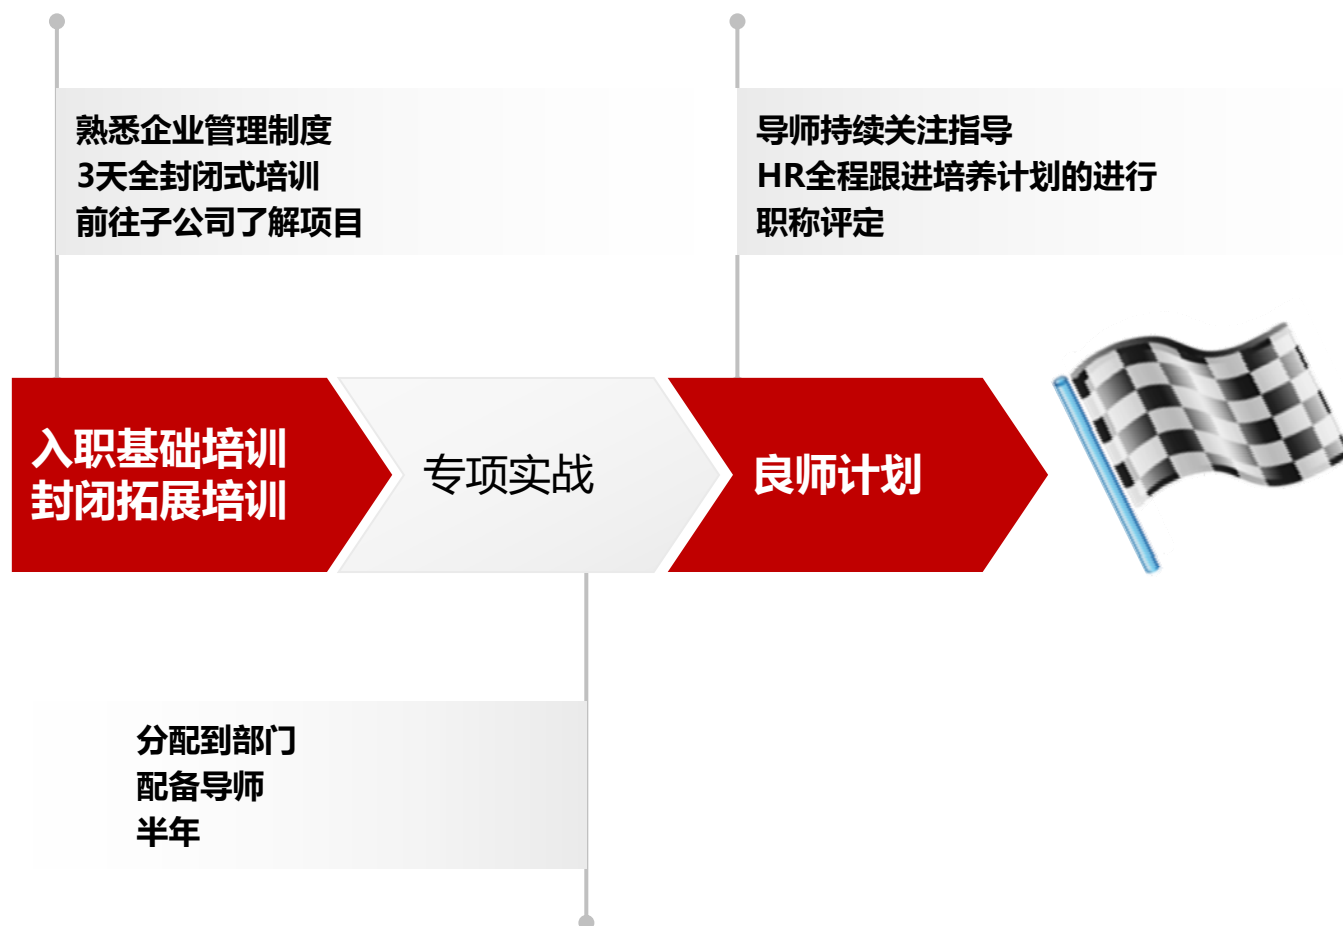 熟悉企业管理制度
3天全封闭式培训
前往子公司了解项目
导师持续关注指导
HR全程跟进培养计划的进行
职称评定
入职基础培训
封闭拓展培训
专项实战
良师计划
分配到部门
配备导师
半年